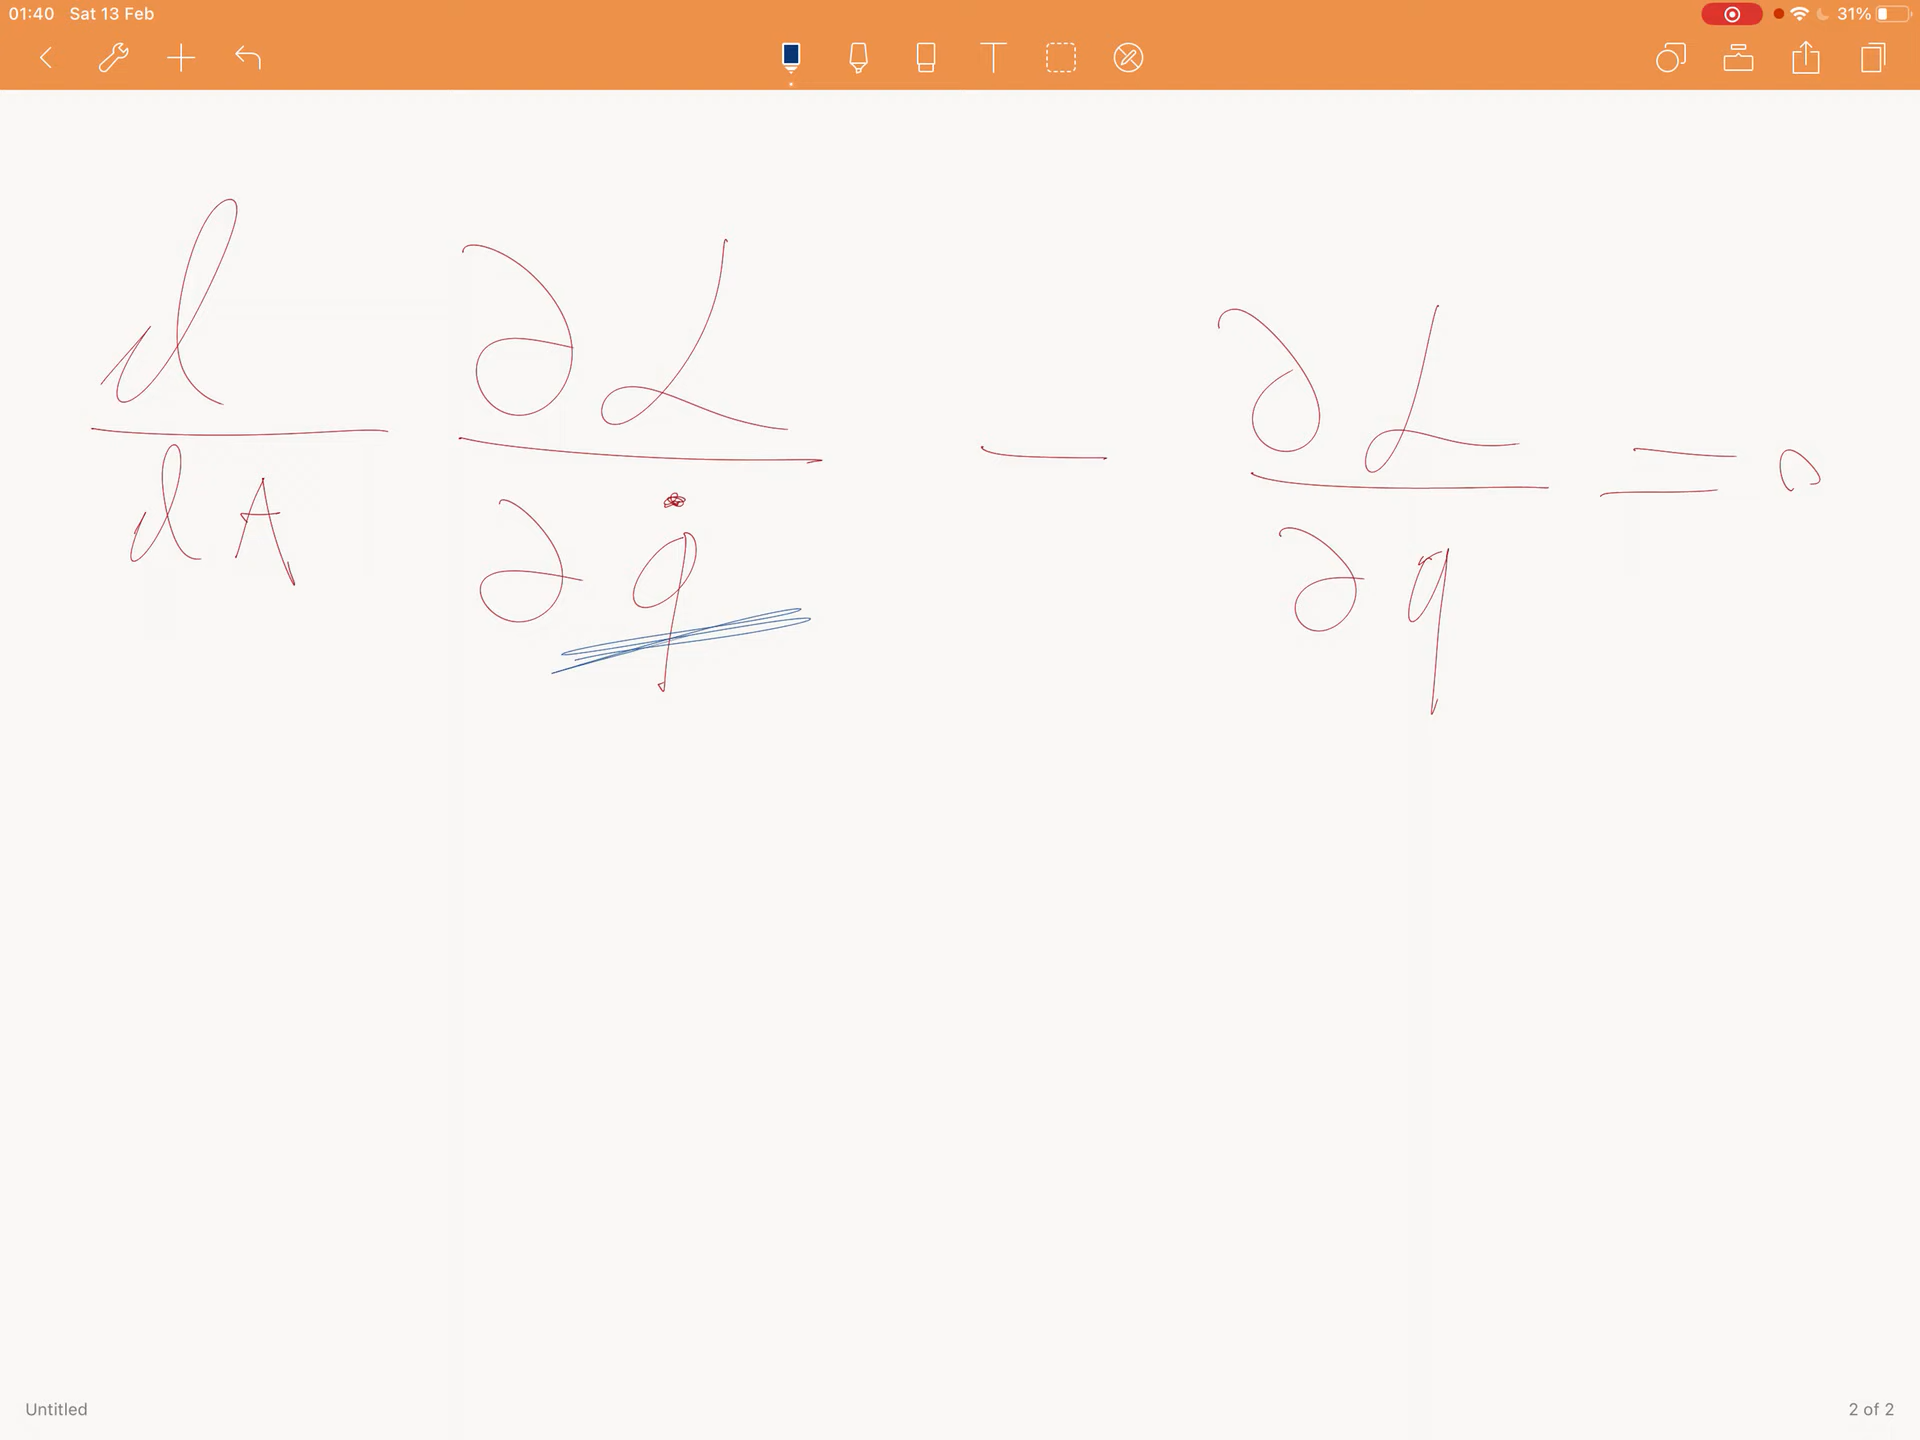 01:40 Sat 13 Feb 31%
T
d/dA ∂L/∂q̇ − ∂L/∂q = 0
Untitled 2 of 2